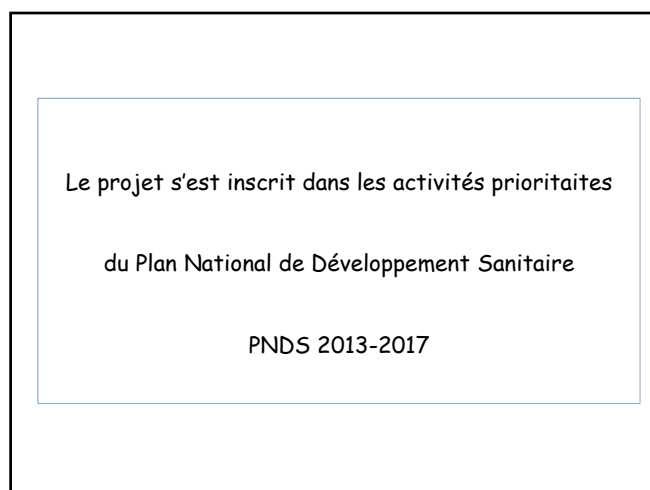 Le projet s’est inscrit dans les activités prioritaites
du Plan National de Développement Sanitaire
PNDS 2013-2017